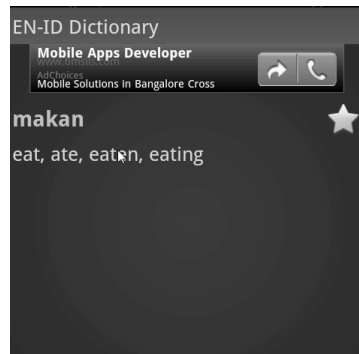 EN-ID Dictionary
Mobile Apps Developer
www.bmsils.com
AdChoices
Mobile Solutions in Bangalore Cross
makan
eat, ate, eaten, eating